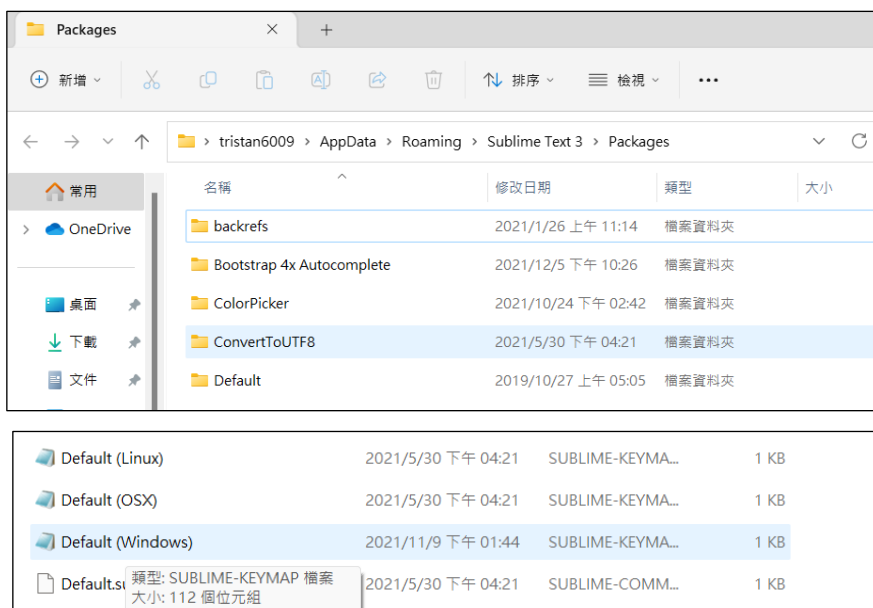 Packages
新增
排序 檢視
tristan6009 > AppData > Roaming > Sublime Text 3 > Packages
常用
OneDrive
桌面
下載
文件
名稱 修改日期 類型 大小
backrefs 2021/1/26 上午 11:14 檔案資料夾
Bootstrap 4x Autocomplete 2021/12/5 下午 10:26 檔案資料夾
ColorPicker 2021/10/24 下午 02:42 檔案資料夾
ConvertToUTF8 2021/5/30 下午 04:21 檔案資料夾
Default 2019/10/27 上午 05:05 檔案資料夾
Default (Linux) 2021/5/30 下午 04:21 SUBLIME-KEYMA... 1 KB
Default (OSX) 2021/5/30 下午 04:21 SUBLIME-KEYMA... 1 KB
Default (Windows) 2021/11/9 下午 01:44 SUBLIME-KEYMA... 1 KB
Default.su 2021/5/30 下午 04:21 SUBLIME-COMM... 1 KB
類型: SUBLIME-KEYMAP 檔案
大小: 112 個位元組